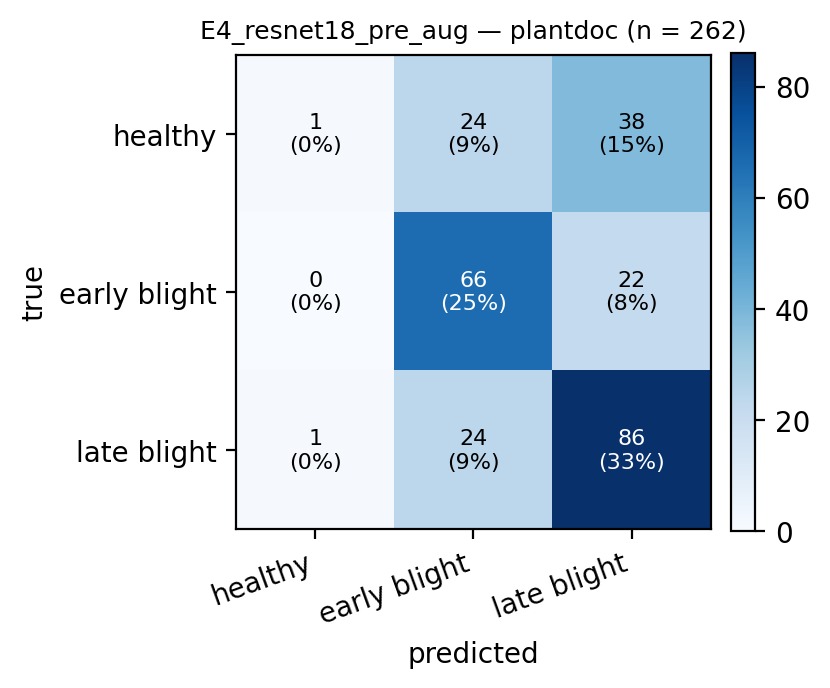 E4_resnet18_pre_aug — plantdoc (n = 262)
healthy
1
(0%)
24
(9%)
38
(15%)
early blight
0
(0%)
66
(25%)
22
(8%)
late blight
1
(0%)
24
(9%)
86
(33%)
true
healthy
early blight
late blight
predicted
80
60
40
20
0